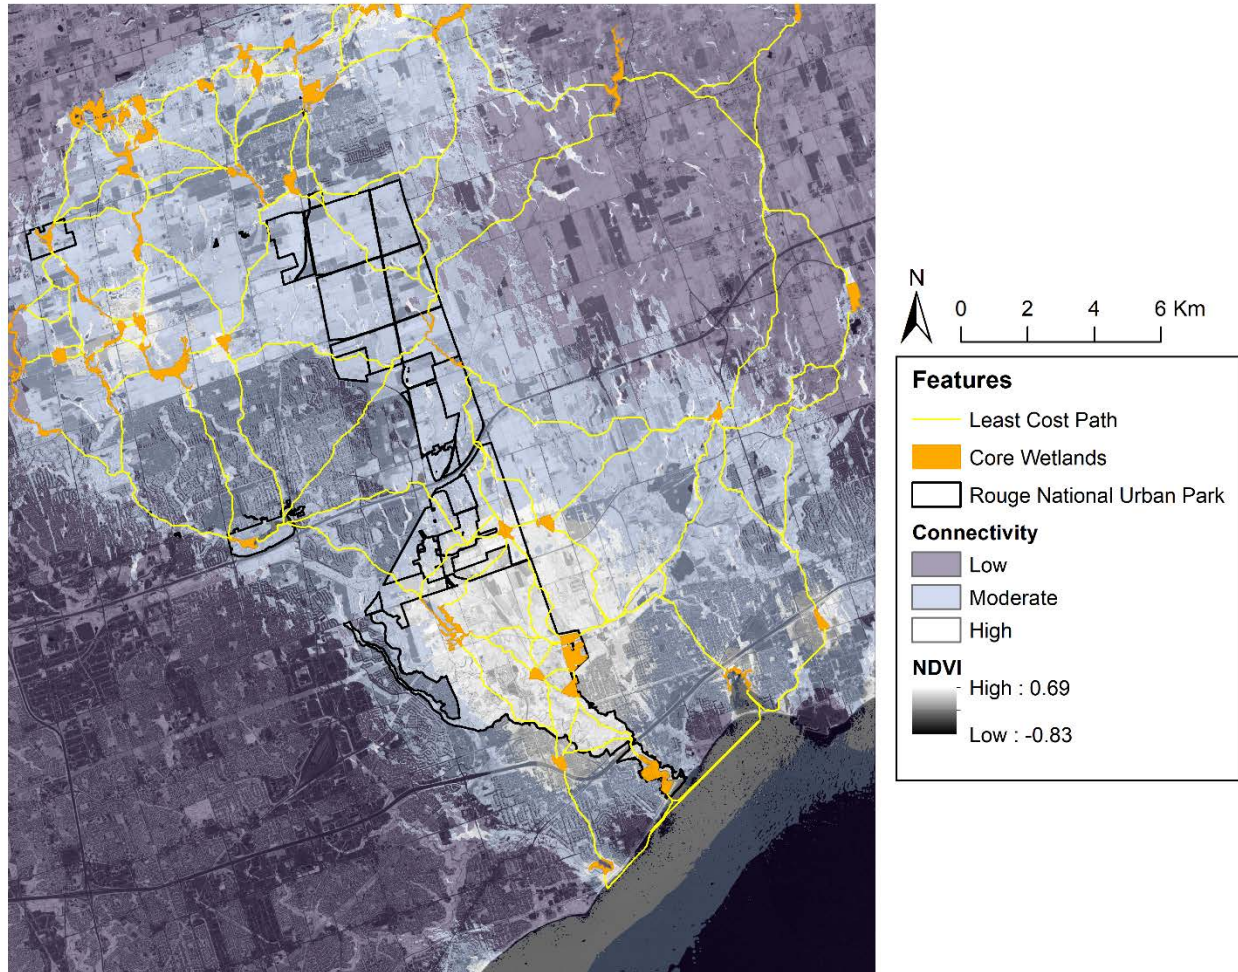 N
0 2 4 6 Km
Features
Least Cost Path
Core Wetlands
Rouge National Urban Park
Connectivity
Low
Moderate
High
NDVI
High : 0.69
Low : -0.83